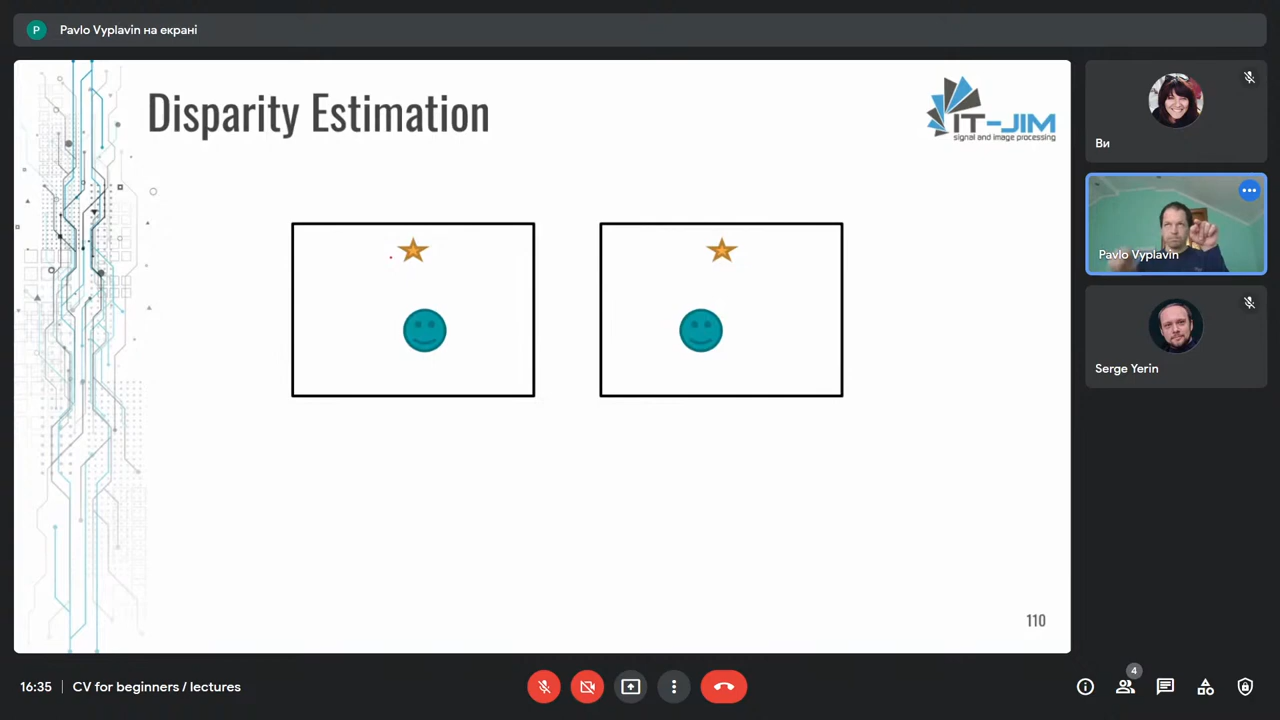 P Pavlo Vyplavin на екрані
Disparity Estimation
IT-JIM
signal and image processing
Ви
Pavlo Vyplavin
Serge Yerin
110
16:35 | CV for beginners / lectures
4